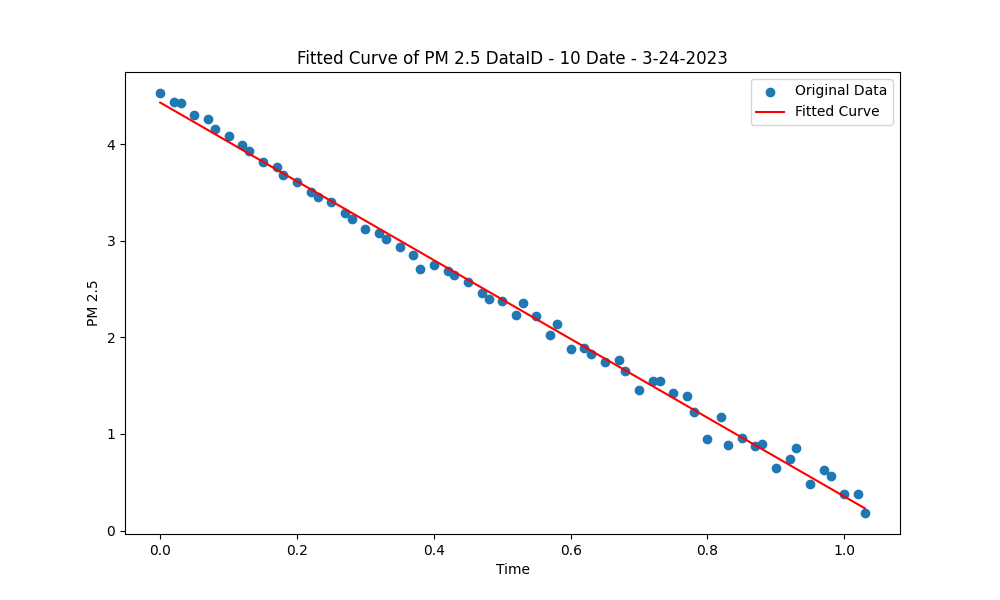 Fitted Curve of PM 2.5 DataID - 10 Date - 3-24-2023
Original Data
Fitted Curve
4
3
2
1
0
PM 2.5
0.0 0.2 0.4 0.6 0.8 1.0
Time